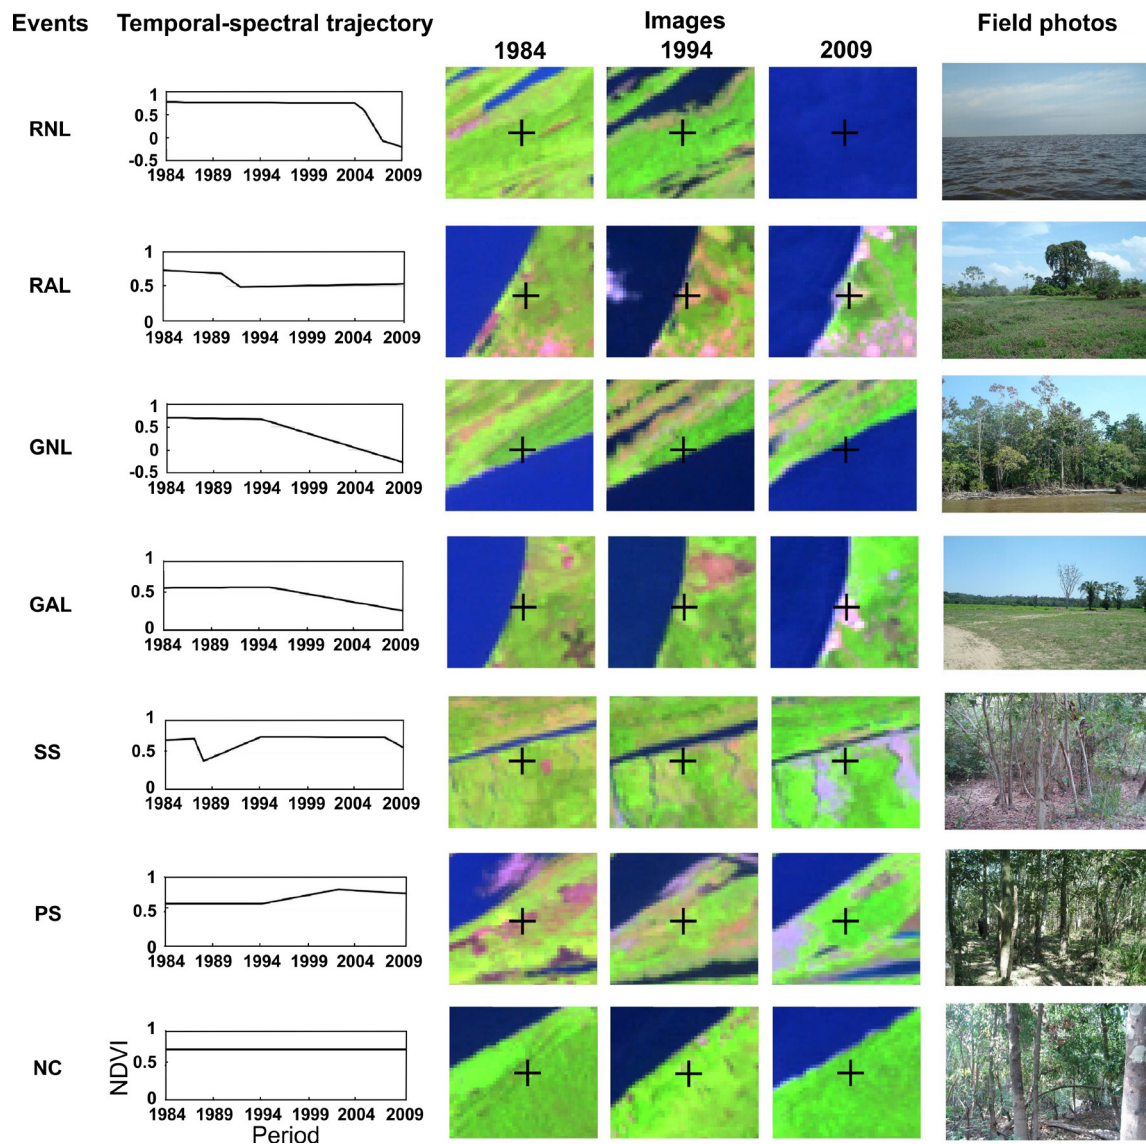 Events Temporal-spectral trajectory Images Field photos
1984 1994 2009
RNL
1
0.5
0
-0.5
1984 1989 1994 1999 2004 2009
RAL
1
0.5
0
1984 1989 1994 1999 2004 2009
GNL
1
0.5
0
-0.5
1984 1989 1994 1999 2004 2009
GAL
1
0.5
0
1984 1989 1994 1999 2004 2009
SS
1
0.5
0
1984 1989 1994 1999 2004 2009
PS
1
0.5
0
1984 1989 1994 1999 2004 2009
NC
NDVI
1
0.5
0
1984 1989 1994 1999 2004 2009
Period